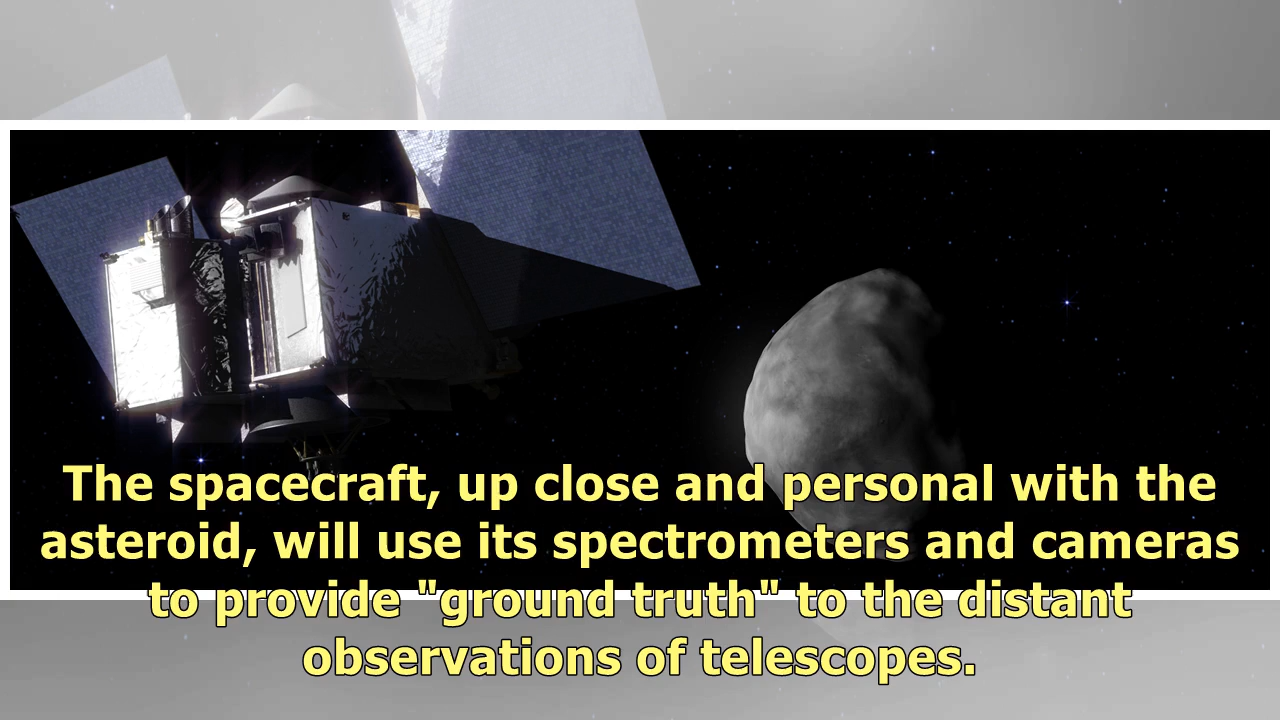 The spacecraft, up close and personal with the
asteroid, will use its spectrometers and cameras
to provide "ground truth" to the distant
observations of telescopes.